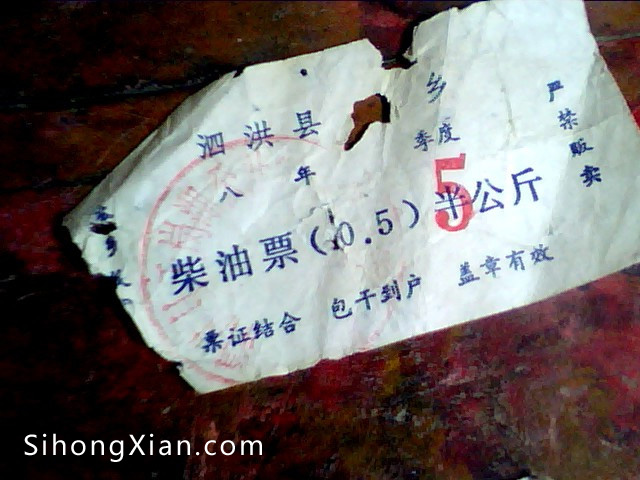 泗洪县 乡
八 年 季度
柴油票(0.5)半公斤
5
票证结合 包干到户 盖章有效
严禁贩卖
SihongXian.com